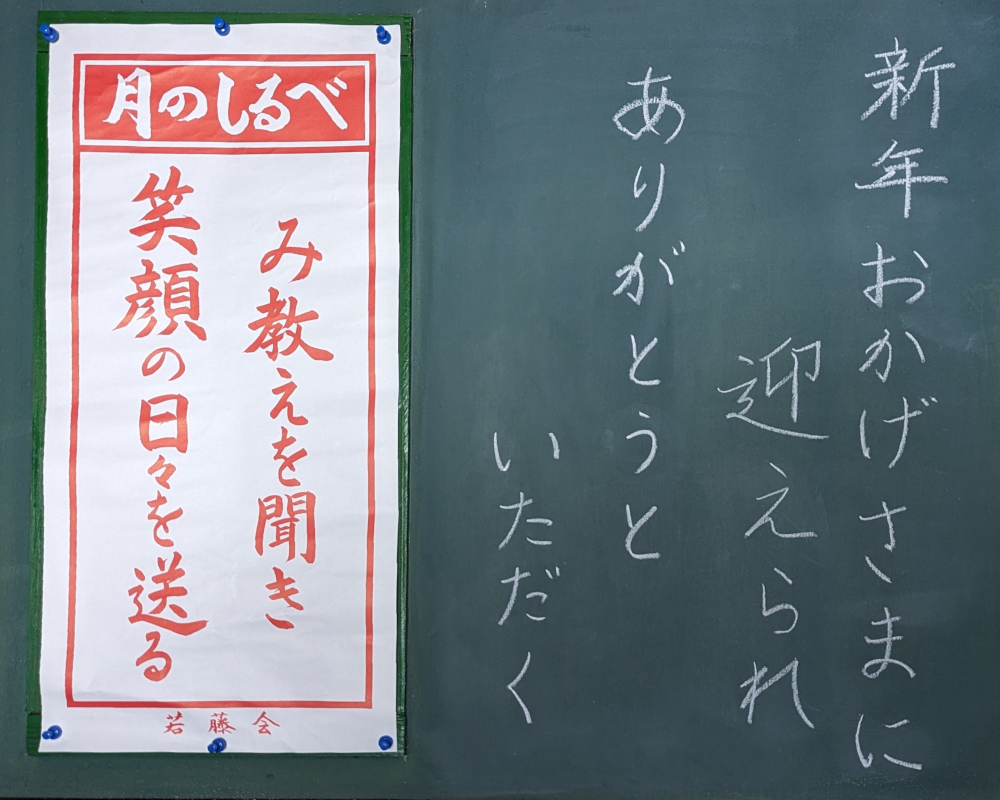 新年おかげさまに
迎えられ
ありがとうと
いただく
月のしるべ
み教えを聞き
笑顔の日々を送る
若藤会